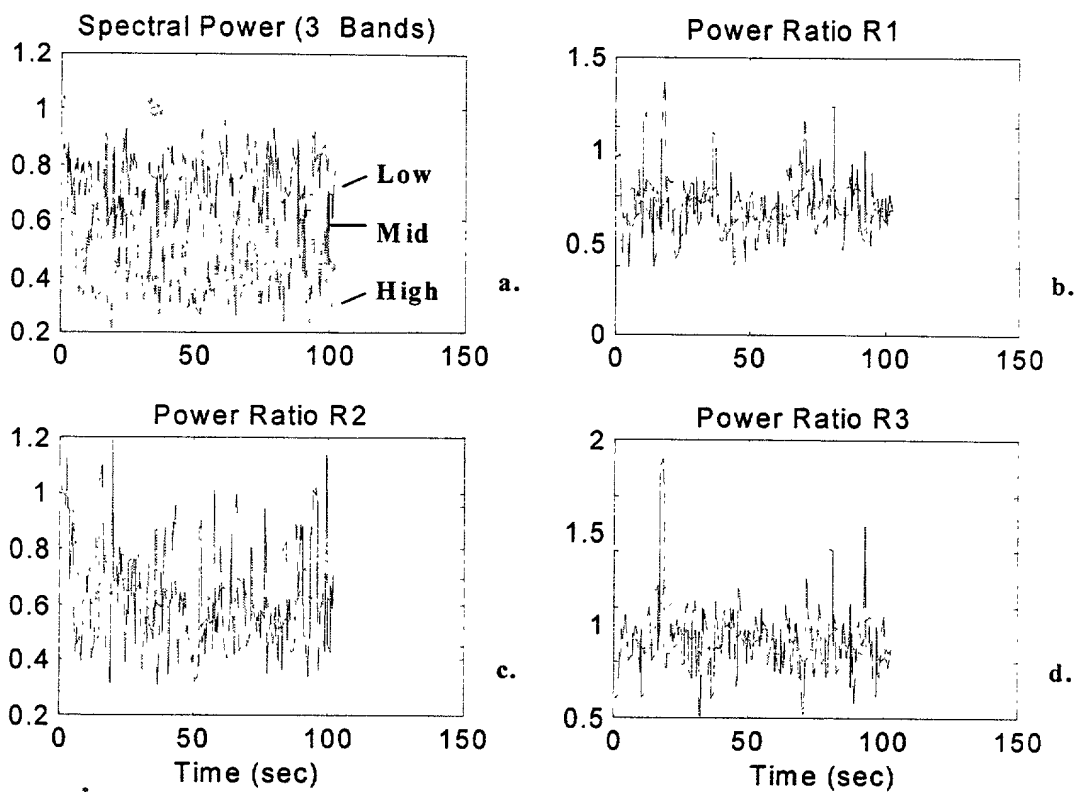 Spectral Power (3 Bands)
1.2
1
0.8
0.6
0.4
0.2
0
50
100
150
Low
Mid
High
a.
Power Ratio R1
1.5
1
0.5
0
0
50
100
150
b.
Power Ratio R2
1.2
1
0.8
0.6
0.4
0.2
0
50
100
150
Time (sec)
c.
Power Ratio R3
2
1.5
1
0.5
0
50
100
150
Time (sec)
d.